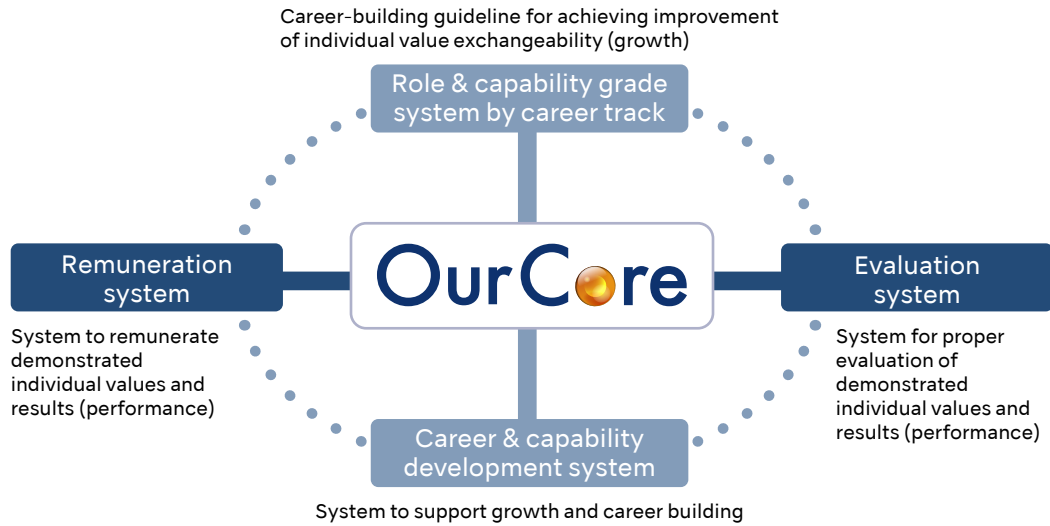 Career-building guideline for achieving improvement
of individual value exchangeability (growth)
Role & capability grade
system by career track
Remuneration
system
System to remunerate
demonstrated
individual values and
results (performance)
Our Core
Evaluation
system
System for proper
evaluation of
demonstrated
individual values and
results (performance)
Career & capability
development system
System to support growth and career building